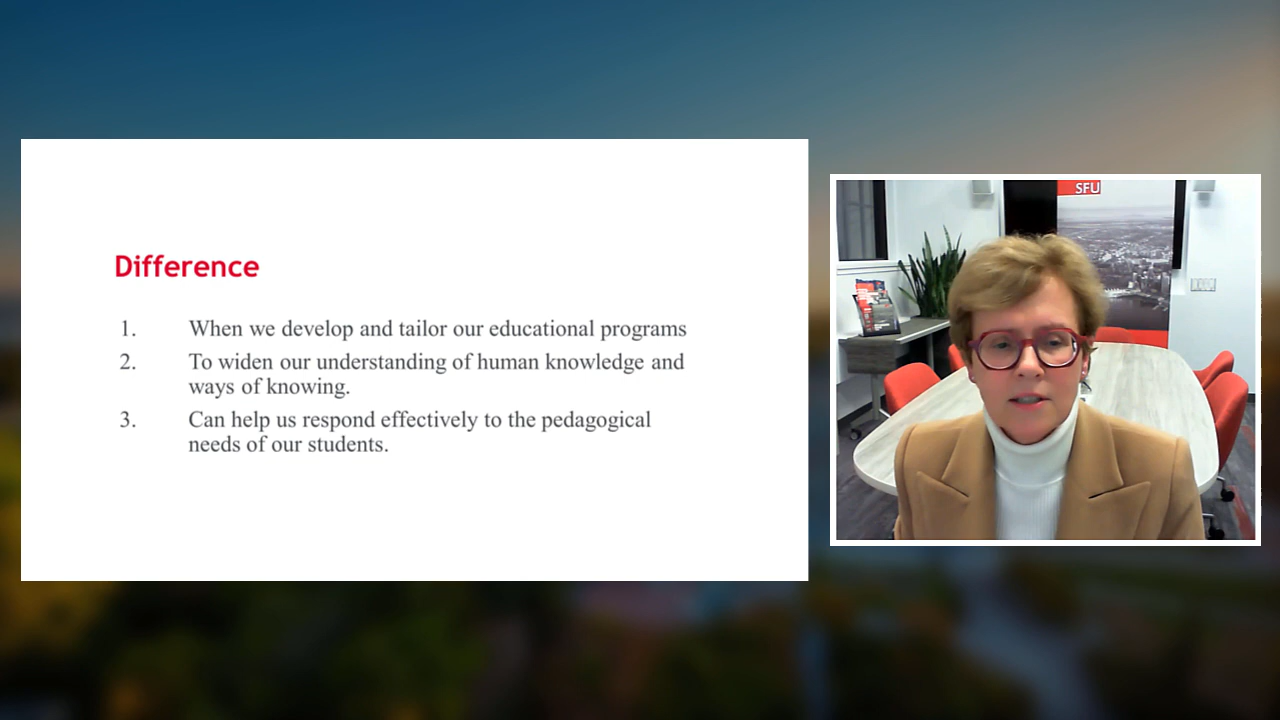 Difference
1. When we develop and tailor our educational programs
2. To widen our understanding of human knowledge and
ways of knowing.
3. Can help us respond effectively to the pedagogical
needs of our students.
SFU